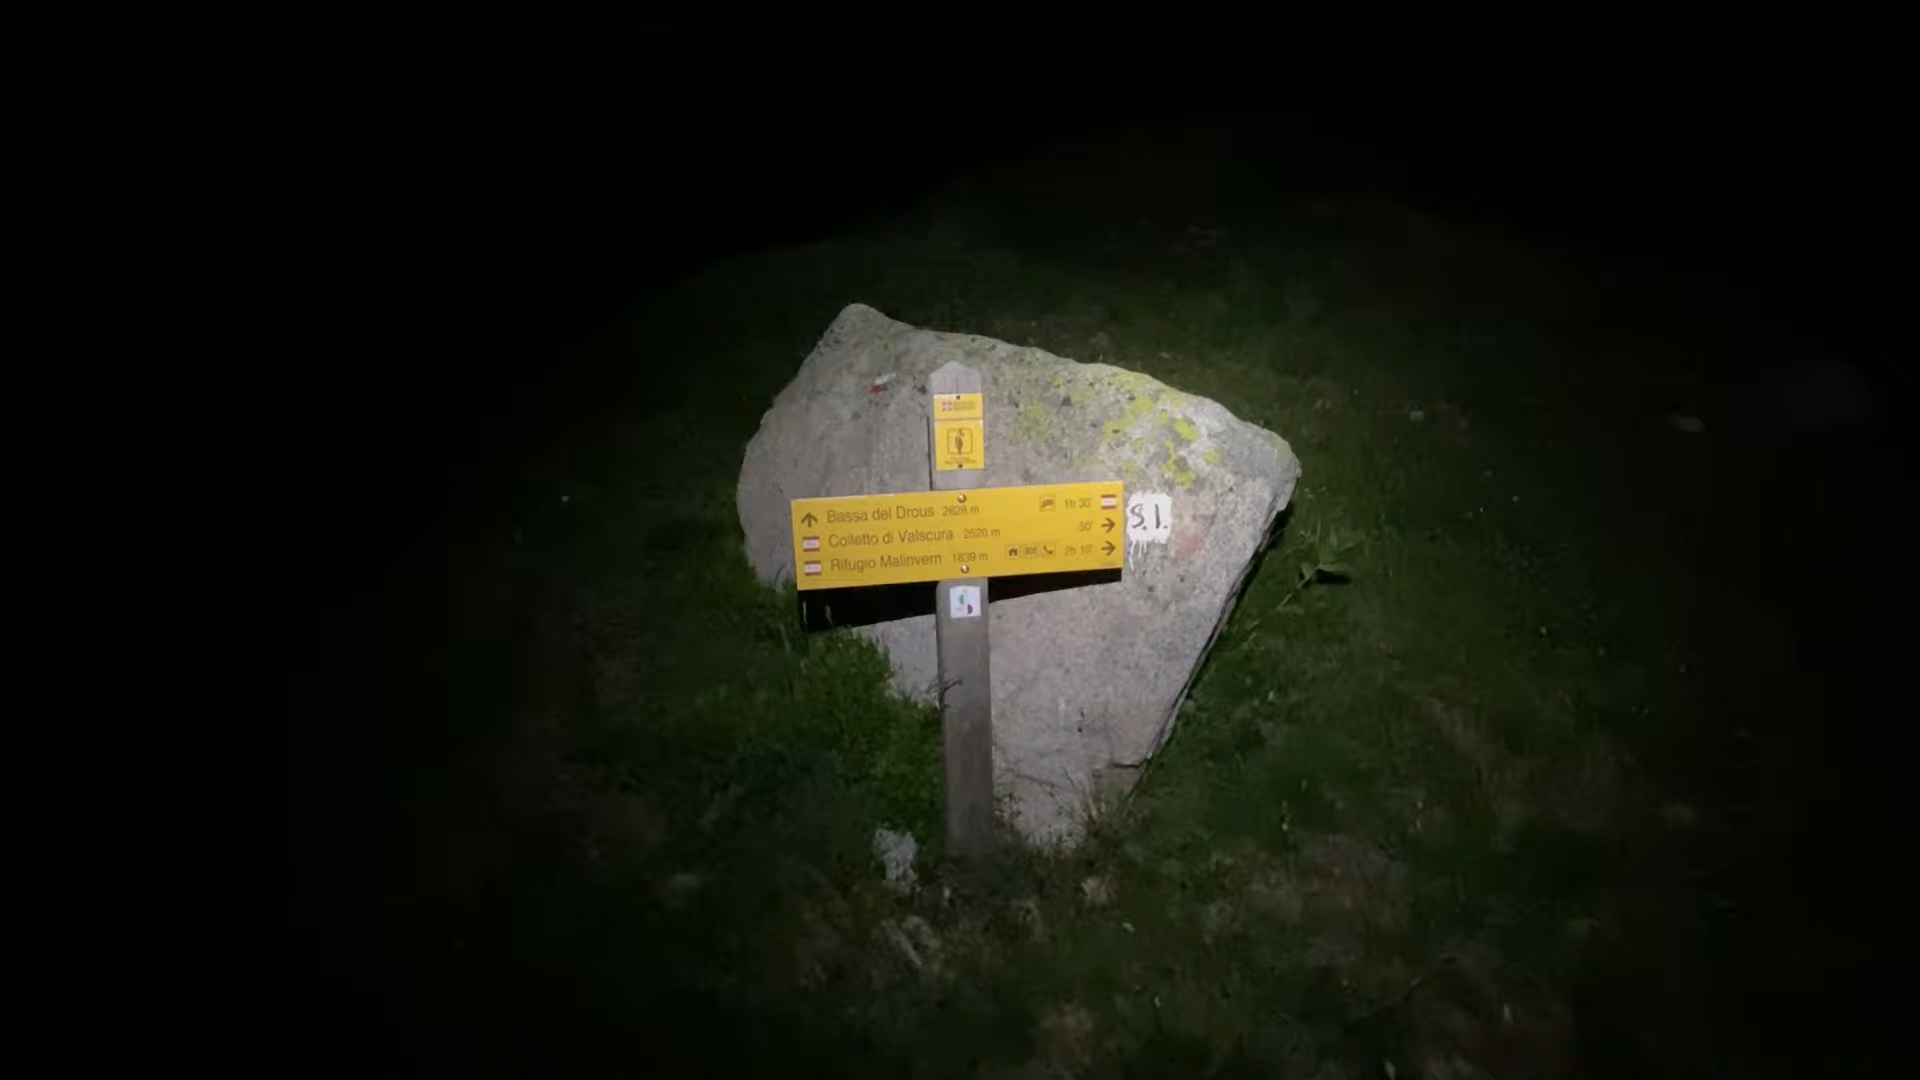 Bassa del Drous 2628 m 1h 30'
Colletto di Valscura 2520 m 50'
Rifugio Malinvern 1839 m 2h 10'
S.I.